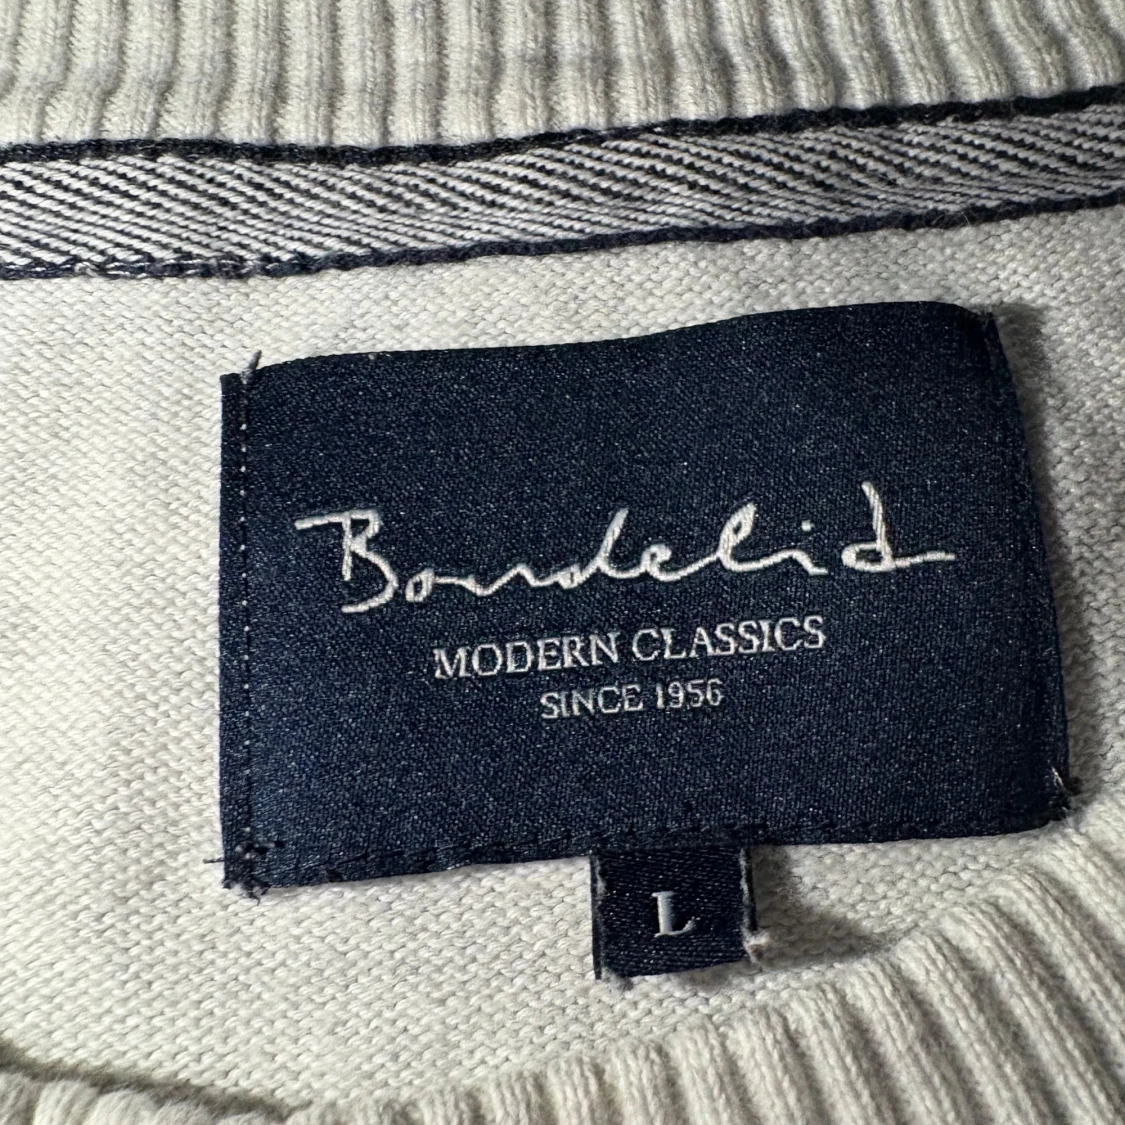 Bondelid
MODERN CLASSICS
SINCE 1956
L